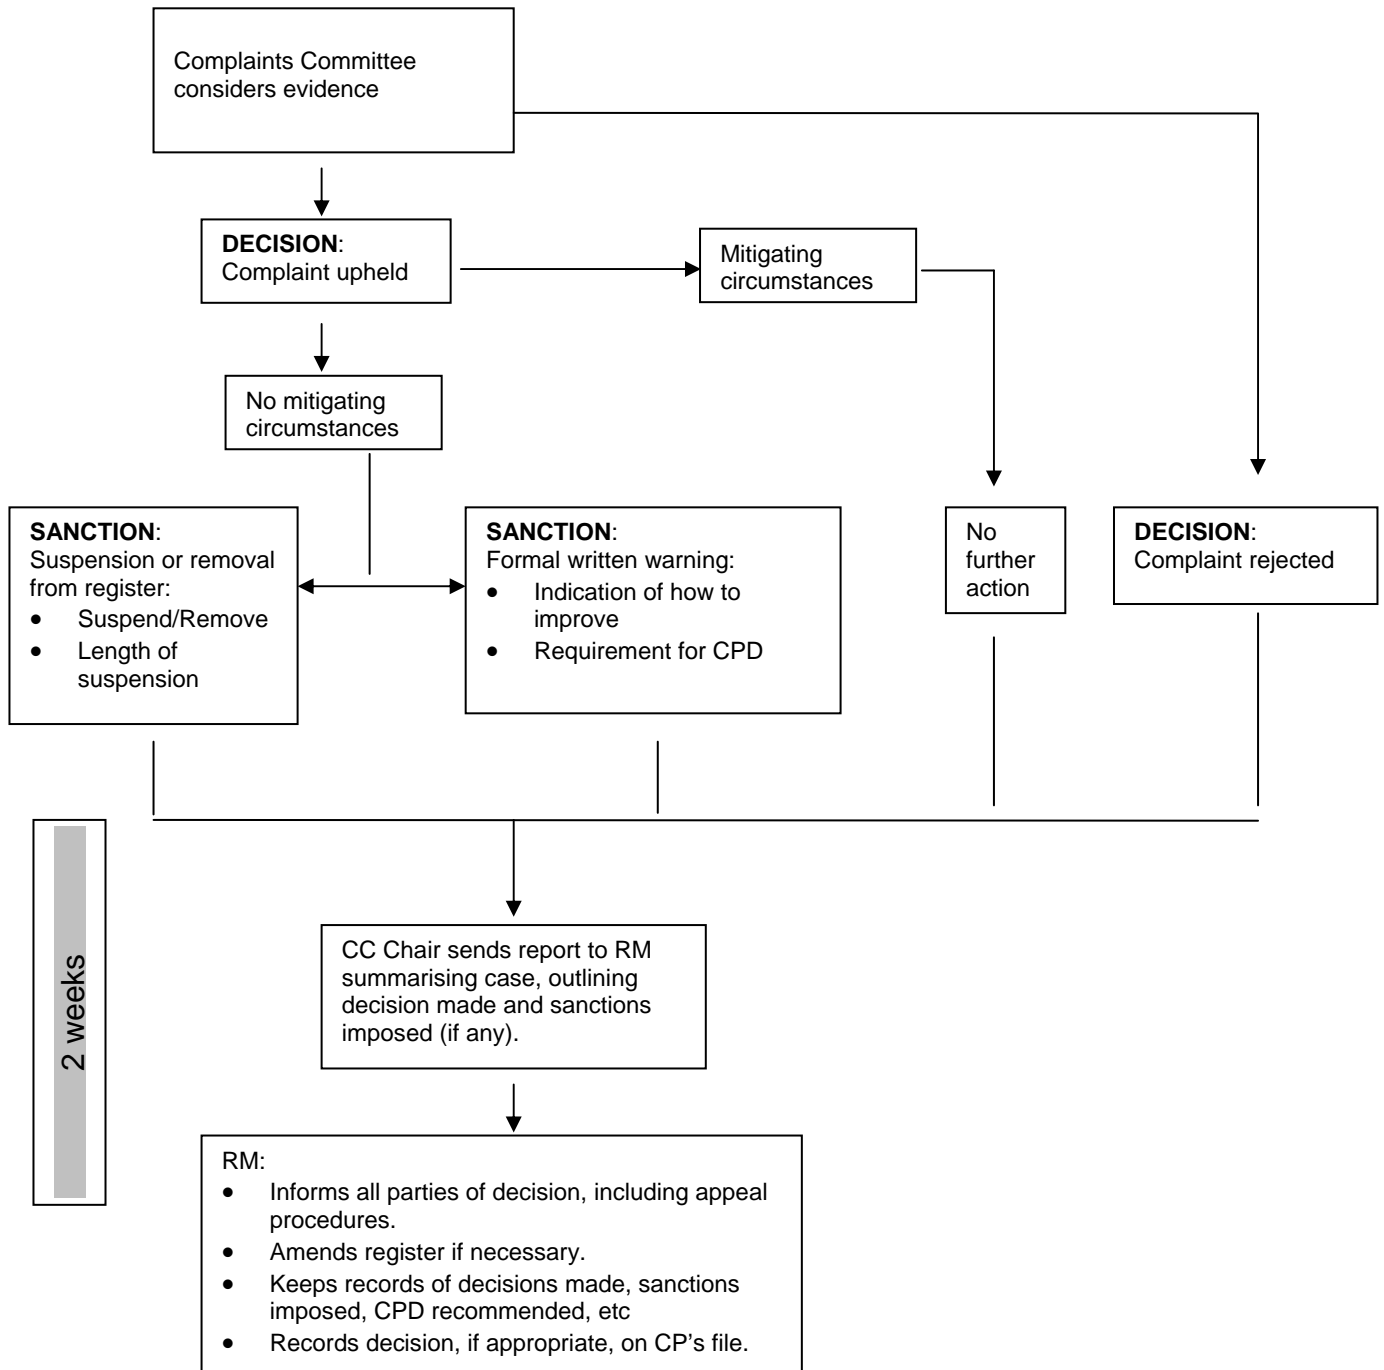 Complaints Committee
considers evidence
DECISION:
Complaint upheld
Mitigating
circumstances
No mitigating
circumstances
SANCTION:
Suspension or removal
from register:
• Suspend/Remove
• Length of
suspension
SANCTION:
Formal written warning:
• Indication of how to
improve
• Requirement for CPD
No
further
action
DECISION:
Complaint rejected
2 weeks
CC Chair sends report to RM
summarising case, outlining
decision made and sanctions
imposed (if any).
RM:
• Informs all parties of decision, including appeal
procedures.
• Amends register if necessary.
• Keeps records of decisions made, sanctions
imposed, CPD recommended, etc
• Records decision, if appropriate, on CP's file.